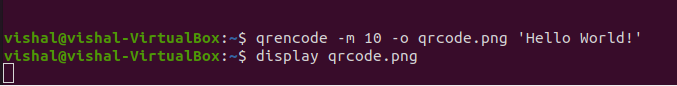 vishal@vishal-VirtualBox:~$ qrencode -m 10 -o qrcode.png 'Hello World!'
vishal@vishal-VirtualBox:~$ display qrcode.png